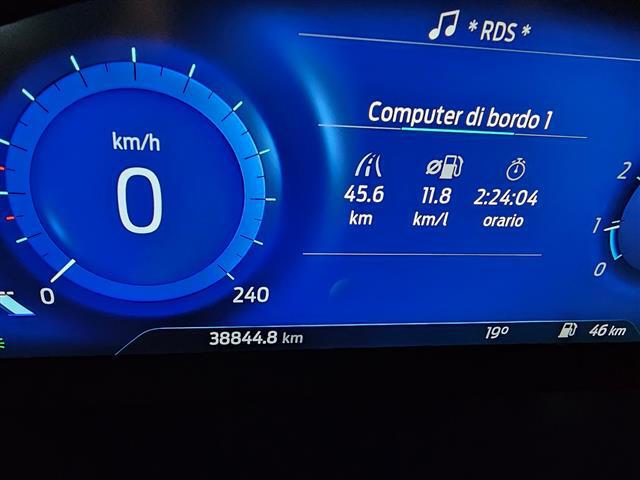 * RDS *
Computer di bordo 1
km/h
0
45.6 11.8 2:24:04
km km/l orario
2
1
0
0 240
38844.8 km 19° 46 km